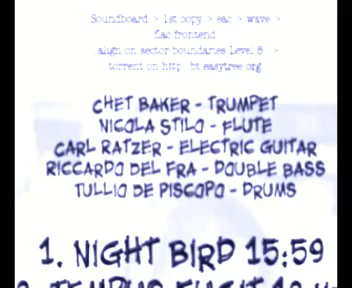 Soundboard > 1st copy > eac > wave >
flac frontend
align on sector boundaries Level 8 >
torrent on http bt easytree org
CHET BAKER - TRUMPET
NICOLA STILO - FLUTE
CARL RATZER - ELECTRIC GUITAR
RICCARDO DEL FRA - DOUBLE BASS
TULLIO DE PISCOPO - DRUMS
1. NIGHT BIRD 15:59